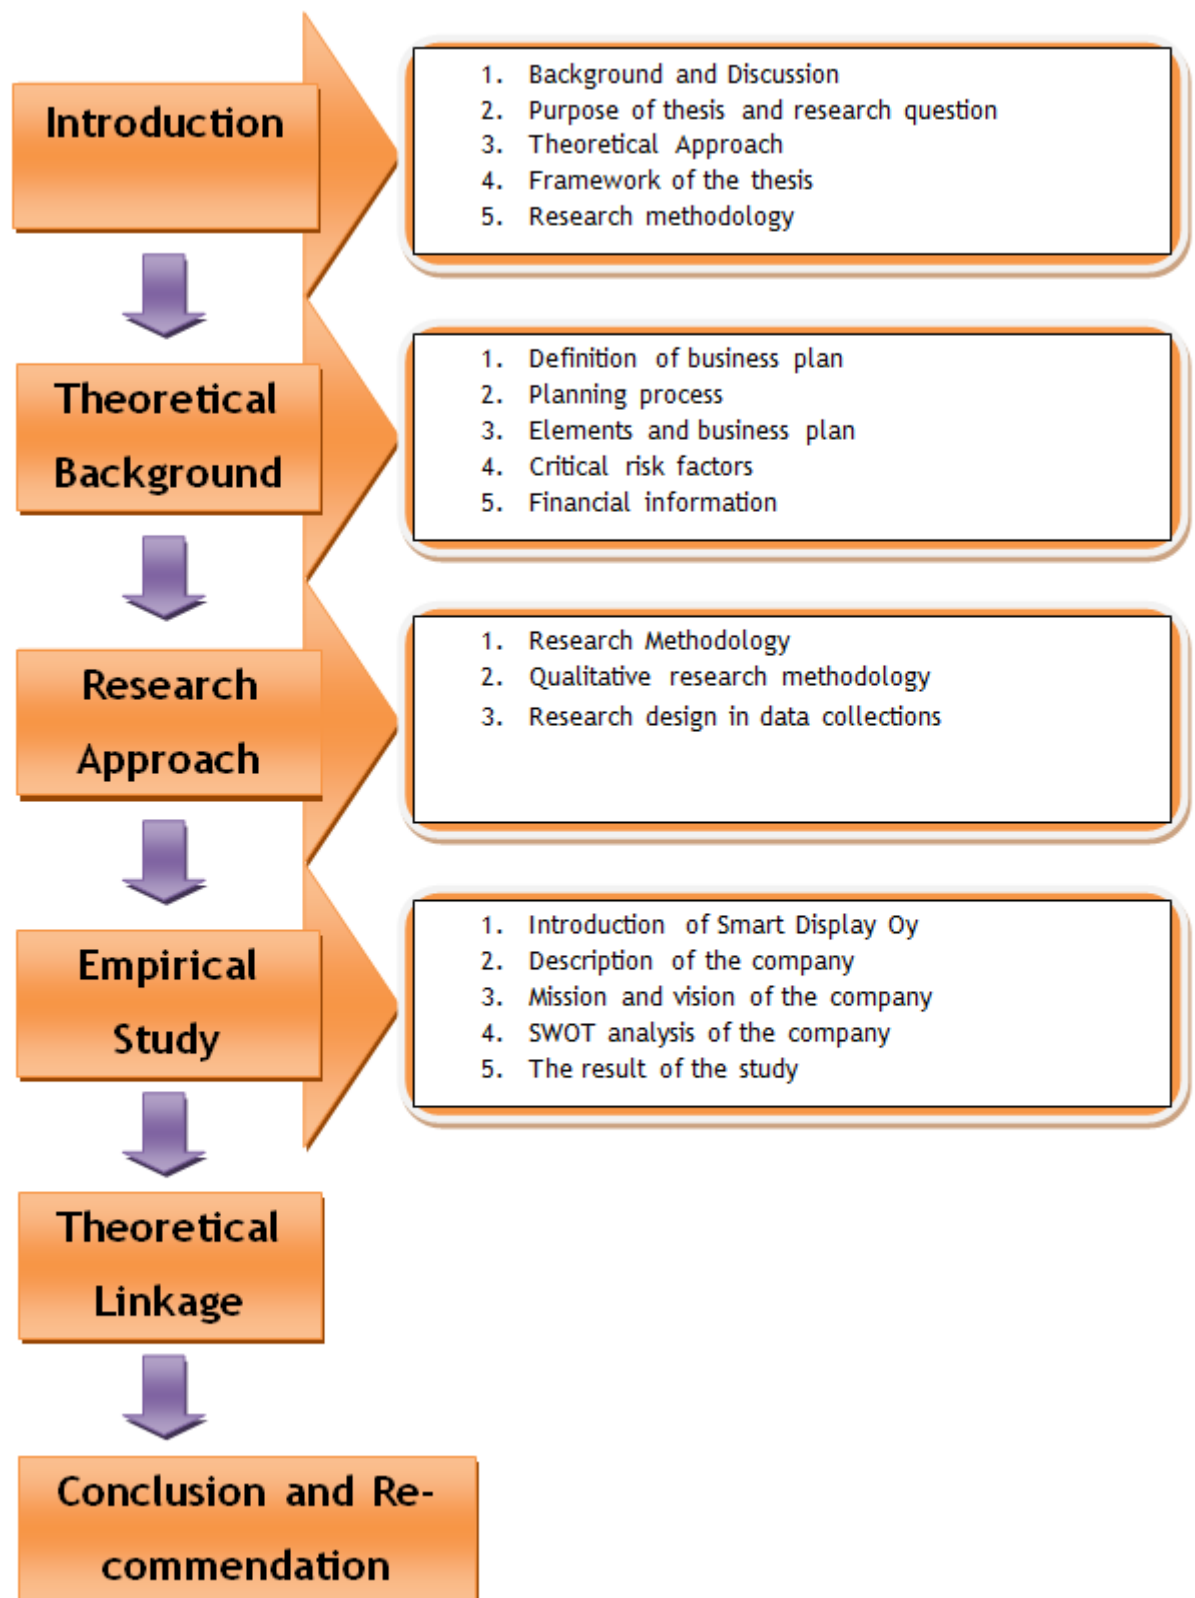 Introduction
1. Background and Discussion
2. Purpose of thesis and research question
3. Theoretical Approach
4. Framework of the thesis
5. Research methodology
Theoretical
Background
1. Definition of business plan
2. Planning process
3. Elements and business plan
4. Critical risk factors
5. Financial information
Research
Approach
1. Research Methodology
2. Qualitative research methodology
3. Research design in data collections
Empirical
Study
1. Introduction of Smart Display Oy
2. Description of the company
3. Mission and vision of the company
4. SWOT analysis of the company
5. The result of the study
Theoretical
Linkage
Conclusion and Re-
commendation